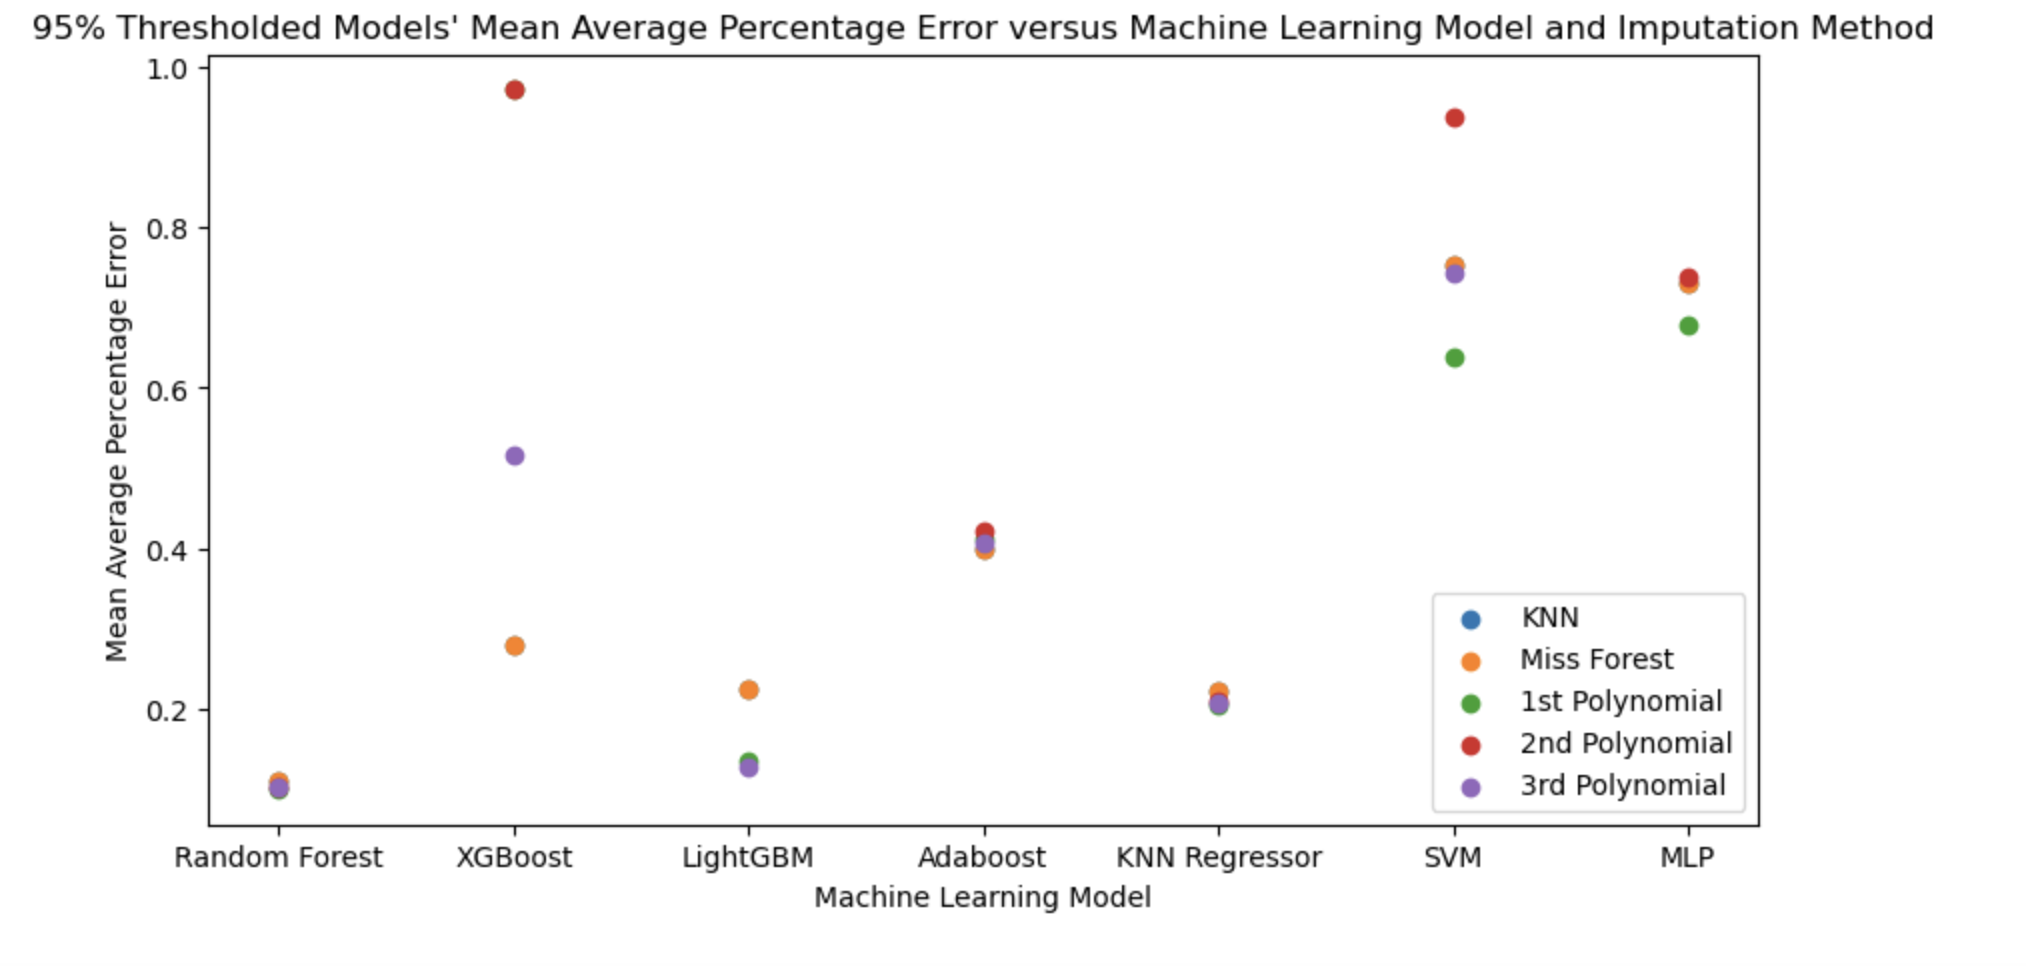 95% Thresholded Models' Mean Average Percentage Error versus Machine Learning Model and Imputation Method
Mean Average Percentage Error
1.0
0.8
0.6
0.4
0.2
KNN
Miss Forest
1st Polynomial
2nd Polynomial
3rd Polynomial
Random Forest XGBoost LightGBM Adaboost KNN Regressor SVM MLP
Machine Learning Model